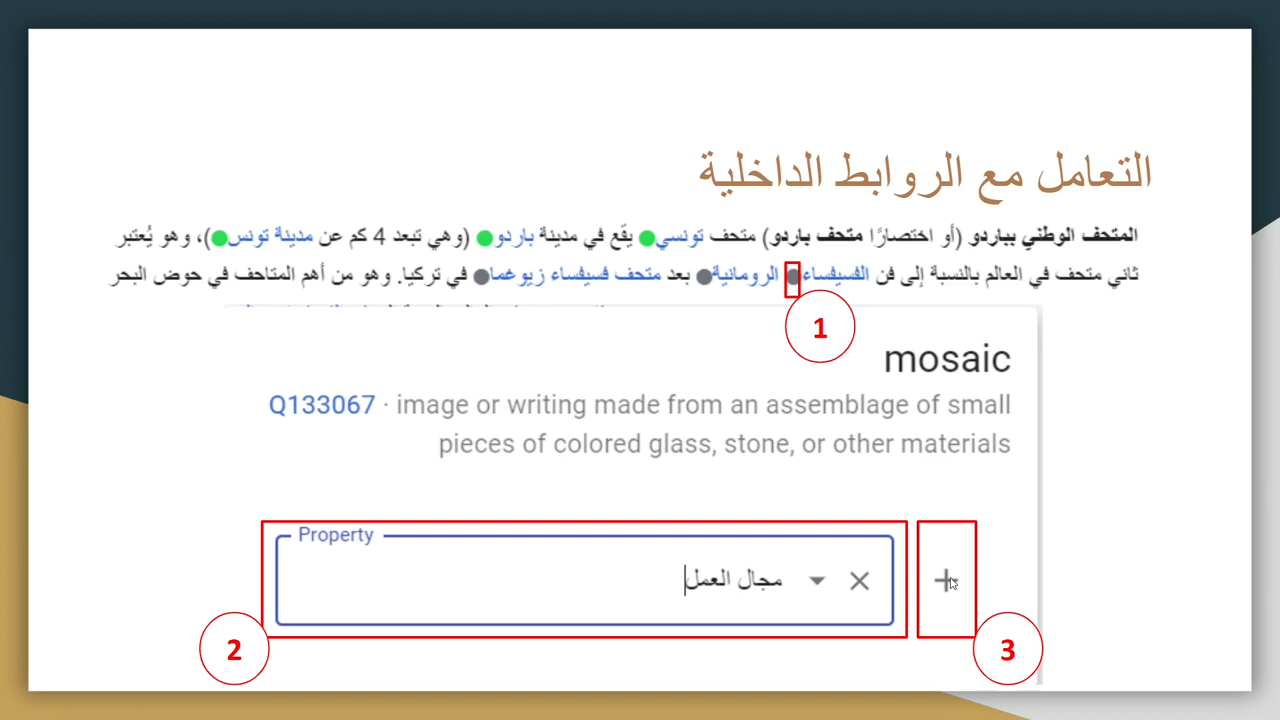 التعامل مع الروابط الداخلية
المتحف الوطني بباردو (أو اختصارًا متحف باردو) متحف تونسي يقع في مدينة باردو (وهي تبعد 4 كم عن مدينة تونس)، وهو يُعتبر
ثاني متحف في العالم بالنسبة إلى فن الفسيفساء الرومانية بعد متحف فسيفساء زيوغما في تركيا. وهو من أهم المتاحف في حوض البحر
1
mosaic
Q133067 · image or writing made from an assemblage of small
pieces of colored glass, stone, or other materials
Property
مجال العمل
2
3